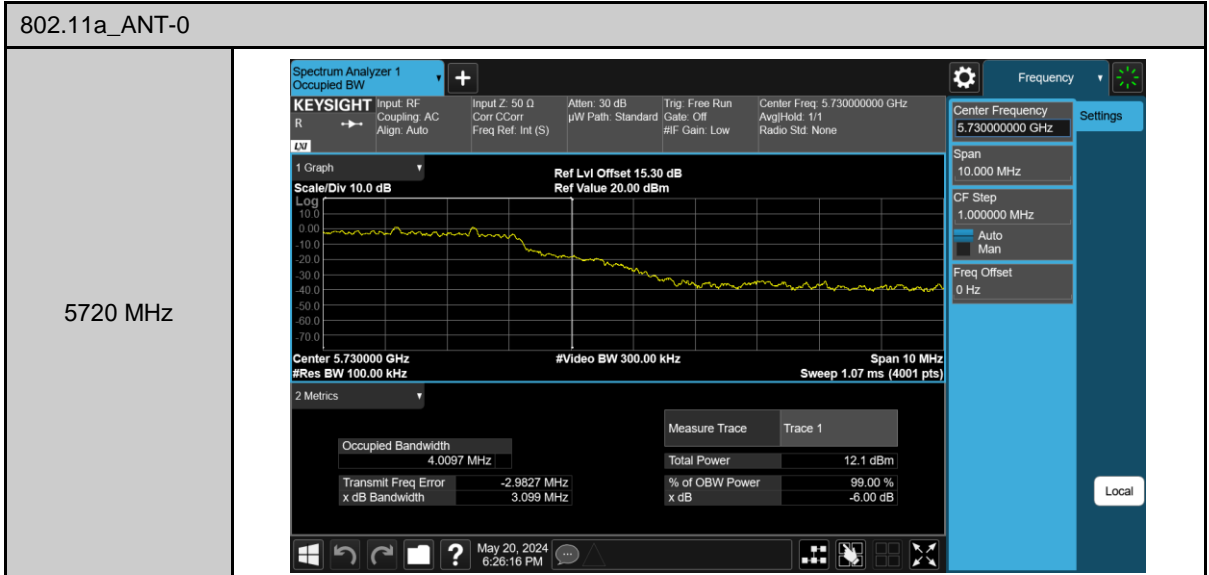 802.11a_ANT-0
5720 MHz
Spectrum Analyzer 1
Occupied BW
+
Frequency
KEYSIGHT
R
LXI
Input: RF
Coupling: AC
Align: Auto
Input Z: 50 Ω
Corr CCorr
Freq Ref: Int (S)
Atten: 30 dB
µW Path: Standard
Trig: Free Run
Gate: Off
#IF Gain: Low
Center Freq: 5.730000000 GHz
Avg|Hold: 1/1
Radio Std: None
Center Frequency
5.730000000 GHz
Settings
Span
10.000 MHz
CF Step
1.000000 MHz
Auto
Man
Freq Offset
0 Hz
Local
1 Graph
Scale/Div 10.0 dB
Ref Lvl Offset 15.30 dB
Ref Value 20.00 dBm
Log
10.0
0.00
-10.0
-20.0
-30.0
-40.0
-50.0
-60.0
-70.0
Center 5.730000 GHz
#Video BW 300.00 kHz
Span 10 MHz
#Res BW 100.00 kHz
Sweep 1.07 ms (4001 pts)
2 Metrics
Measure Trace Trace 1
Occupied Bandwidth
4.0097 MHz
Total Power 12.1 dBm
Transmit Freq Error -2.9827 MHz
% of OBW Power 99.00 %
x dB Bandwidth 3.099 MHz
x dB -6.00 dB
?
May 20, 2024
6:26:16 PM